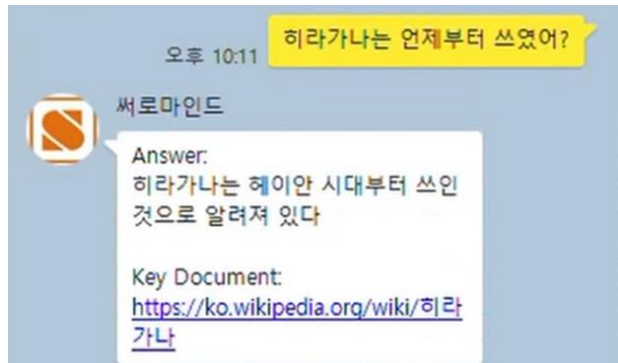 히라가나는 언제부터 쓰였어?
오후 10:11
써로마인드
Answer:
히라가나는 헤이안 시대부터 쓰인
것으로 알려져 있다
Key Document:
https://ko.wikipedia.org/wiki/히라
가나